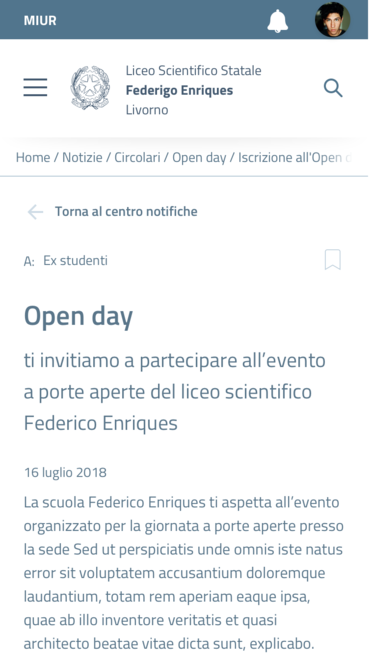 MIUR
Liceo Scientifico Statale
Federigo Enriques
Livorno
Home / Notizie / Circolari / Open day / Iscrizione all'Open
Torna al centro notifiche
A: Ex studenti
Open day
ti invitiamo a partecipare all'evento
a porte aperte del liceo scientifico
Federico Enriques
16 luglio 2018
La scuola Federico Enriques ti aspetta all'evento
organizzato per la giornata a porte aperte presso
la sede Sed ut perspiciatis unde omnis iste natus
error sit voluptatem accusantium doloremque
laudantium, totam rem aperiam eaque ipsa,
quae ab illo inventore veritatis et quasi
architecto beatae vitae dicta sunt, explicabo.